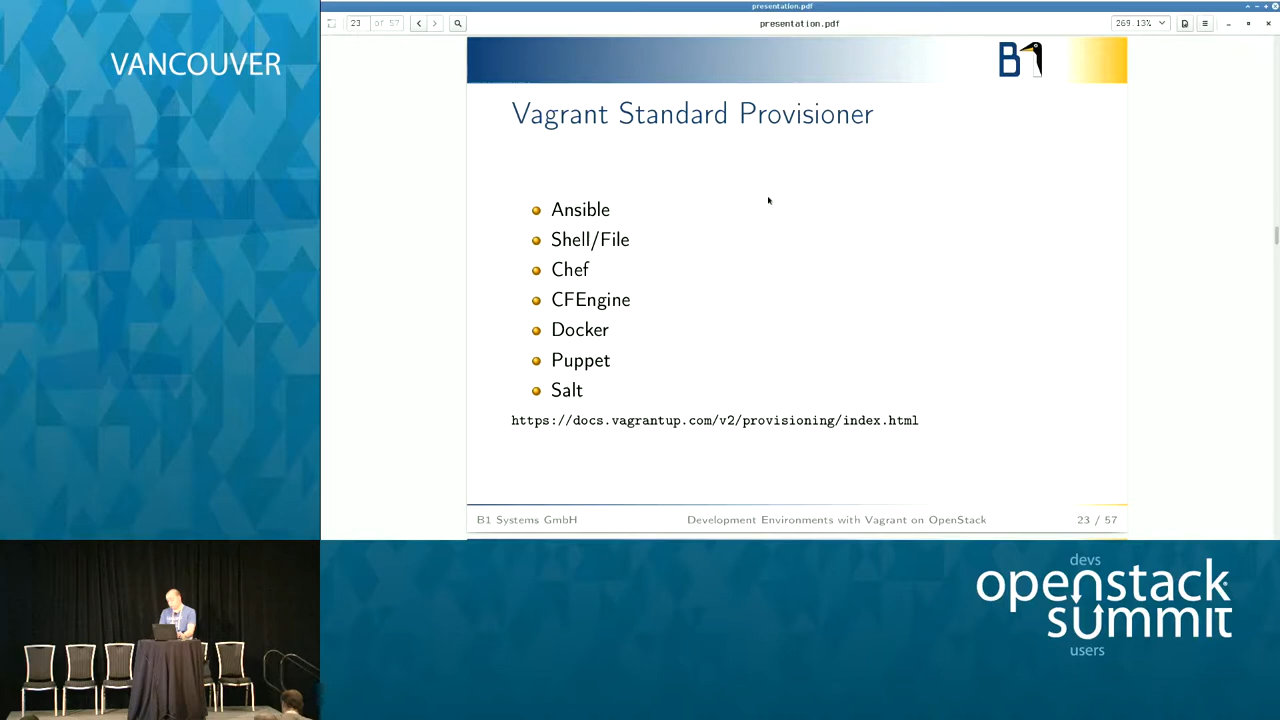 VANCOUVER
presentation.pdf
23 of 57
presentation.pdf
269.13%
B1
Vagrant Standard Provisioner
Ansible
Shell/File
Chef
CFEngine
Docker
Puppet
Salt
https://docs.vagrantup.com/v2/provisioning/index.html
B1 Systems GmbH
Development Environments with Vagrant on OpenStack
23 / 57
devs
openstack
summit
users